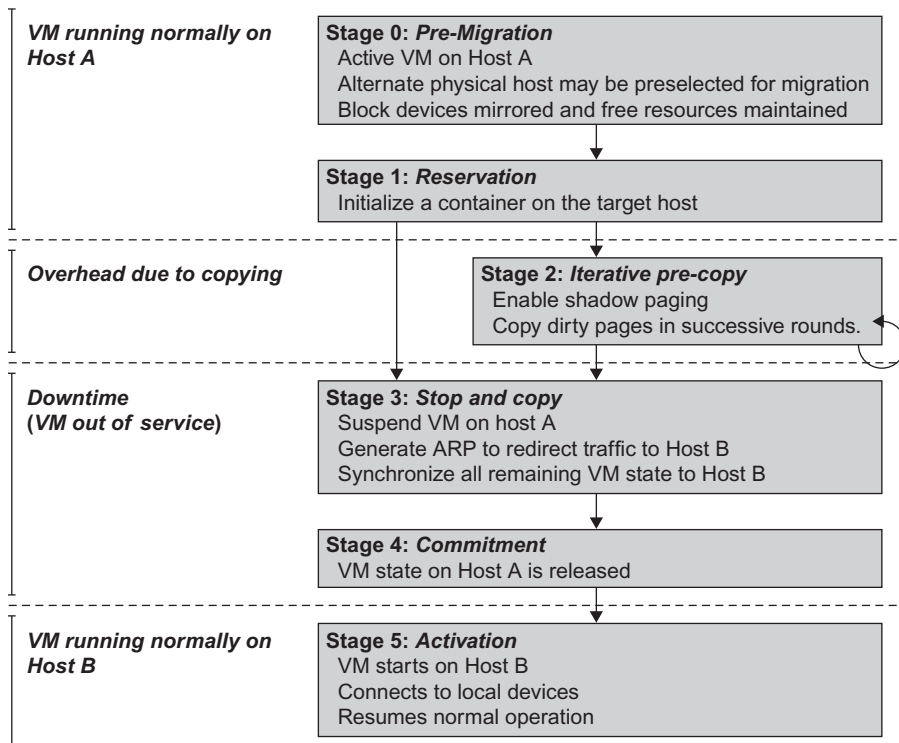 VM running normally on
Host A
Stage 0: Pre-Migration
Active VM on Host A
Alternate physical host may be preselected for migration
Block devices mirrored and free resources maintained
Stage 1: Reservation
Initialize a container on the target host
Overhead due to copying
Stage 2: Iterative pre-copy
Enable shadow paging
Copy dirty pages in successive rounds.
Downtime
(VM out of service)
Stage 3: Stop and copy
Suspend VM on host A
Generate ARP to redirect traffic to Host B
Synchronize all remaining VM state to Host B
Stage 4: Commitment
VM state on Host A is released
VM running normally on
Host B
Stage 5: Activation
VM starts on Host B
Connects to local devices
Resumes normal operation